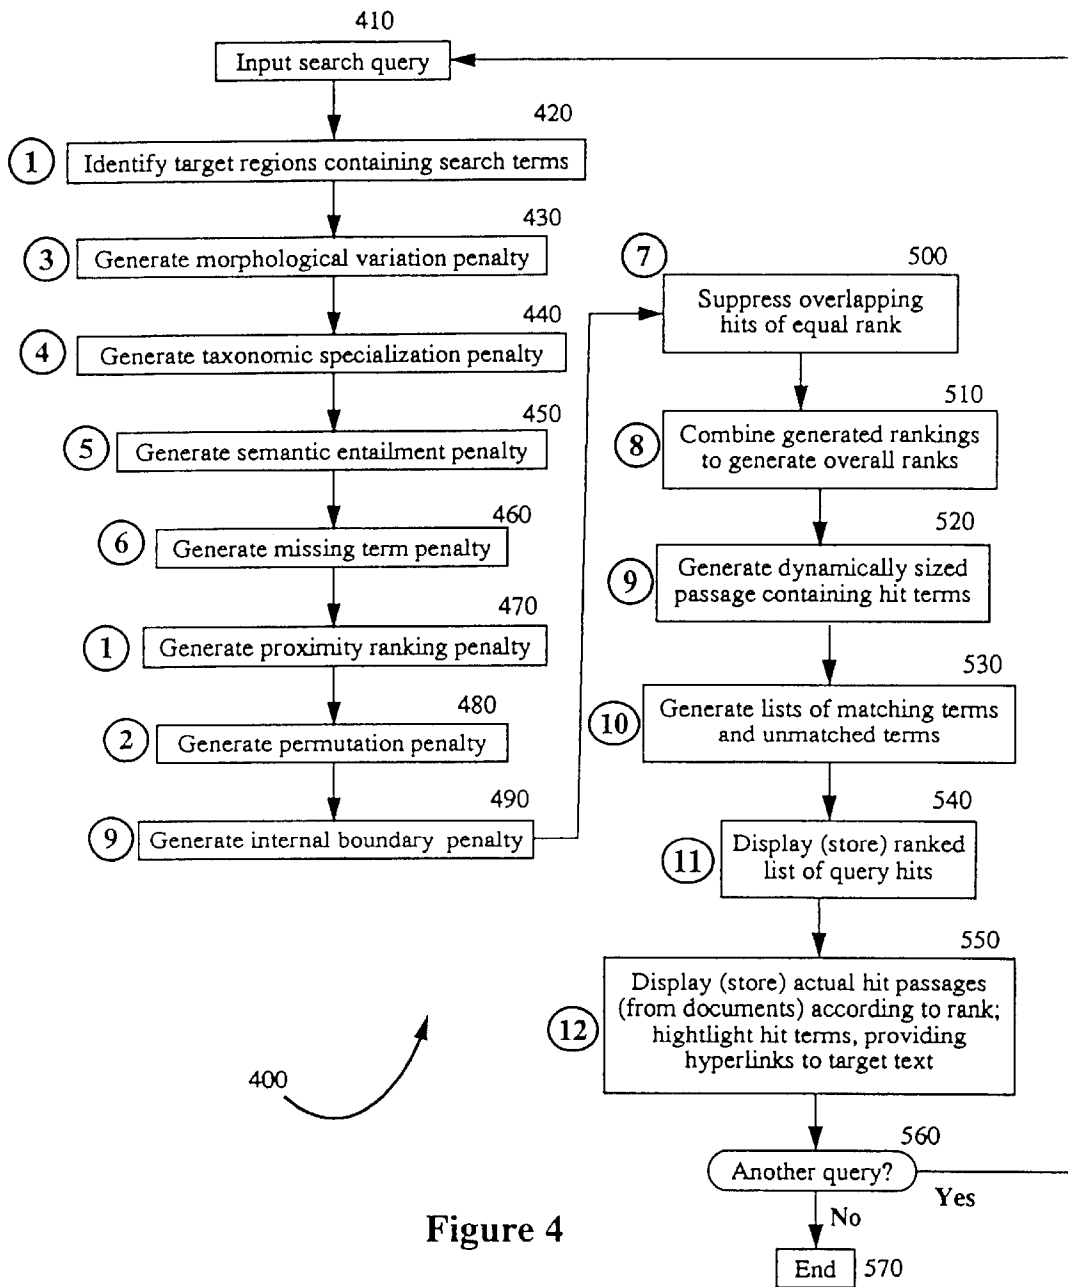 410
Input search query
420
1
Identify target regions containing search terms
430
3
Generate morphological variation penalty
440
4
Generate taxonomic specialization penalty
450
5
Generate semantic entailment penalty
460
6
Generate missing term penalty
470
1
Generate proximity ranking penalty
480
2
Generate permutation penalty
490
9
Generate internal boundary penalty
7
500
Suppress overlapping
hits of equal rank
510
8
Combine generated rankings
to generate overall ranks
520
9
Generate dynamically sized
passage containing hit terms
530
10
Generate lists of matching terms
and unmatched terms
540
11
Display (store) ranked
list of query hits
550
12
Display (store) actual hit passages
(from documents) according to rank;
hightlight hit terms, providing
hyperlinks to target text
400
560
Another query?
Yes
No
End
570
Figure 4